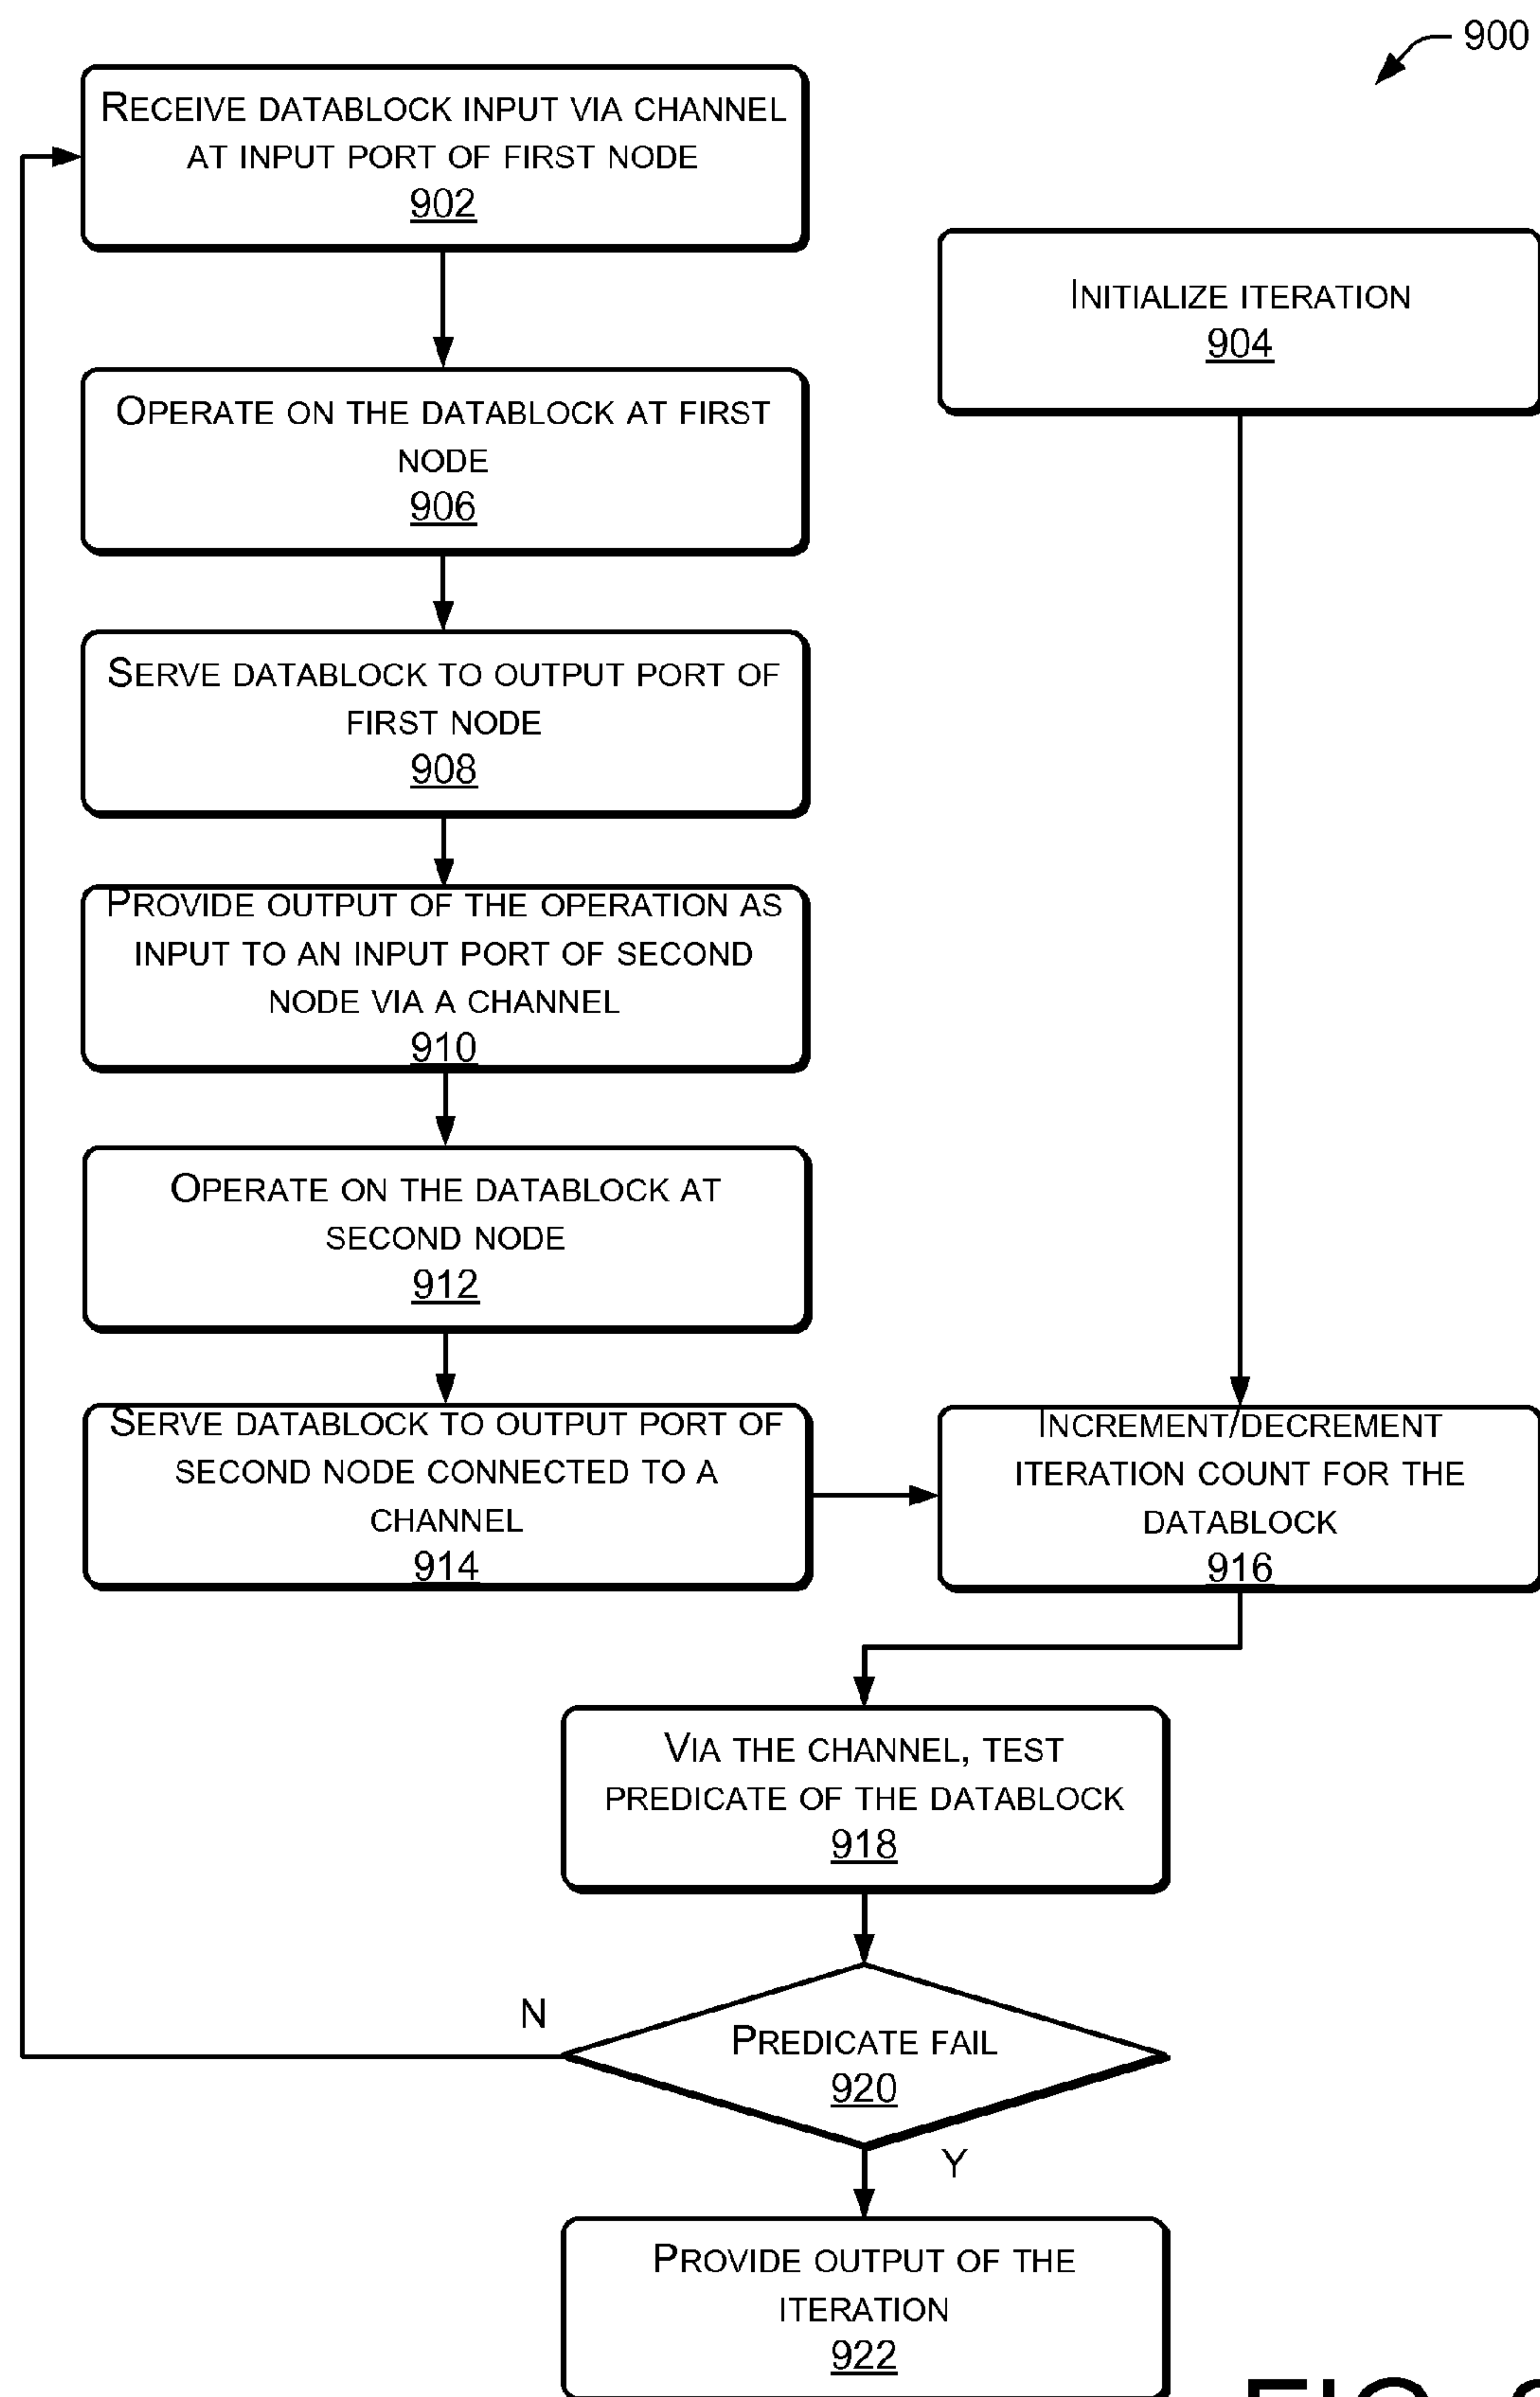 900
RECEIVE DATABLOCK INPUT VIA CHANNEL
AT INPUT PORT OF FIRST NODE
902
INITIALIZE ITERATION
904
OPERATE ON THE DATABLOCK AT FIRST
NODE
906
SERVE DATABLOCK TO OUTPUT PORT OF
FIRST NODE
908
PROVIDE OUTPUT OF THE OPERATION AS
INPUT TO AN INPUT PORT OF SECOND
NODE VIA A CHANNEL
910
OPERATE ON THE DATABLOCK AT
SECOND NODE
912
SERVE DATABLOCK TO OUTPUT PORT OF
SECOND NODE CONNECTED TO A
CHANNEL
914
INCREMENT/DECREMENT
ITERATION COUNT FOR THE
DATABLOCK
916
VIA THE CHANNEL, TEST
PREDICATE OF THE DATABLOCK
918
N
PREDICATE FAIL
920
Y
PROVIDE OUTPUT OF THE
ITERATION
922